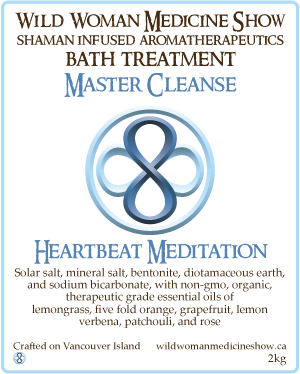 Wild Woman Medicine Show
Shaman infused aromatherapeutics
Bath Treatment
Master Cleanse
Heartbeat Meditation
Solar salt, mineral salt, bentonite, diotamaceous earth,
and sodium bicarbonate, with non-gmo, organic,
therapeutic grade essential oils of
lemongrass, five fold orange, grapefruit, lemon
verbena, patchouli, and rose
Crafted on Vancouver Island wildwomanmedicineshow.ca
2kg